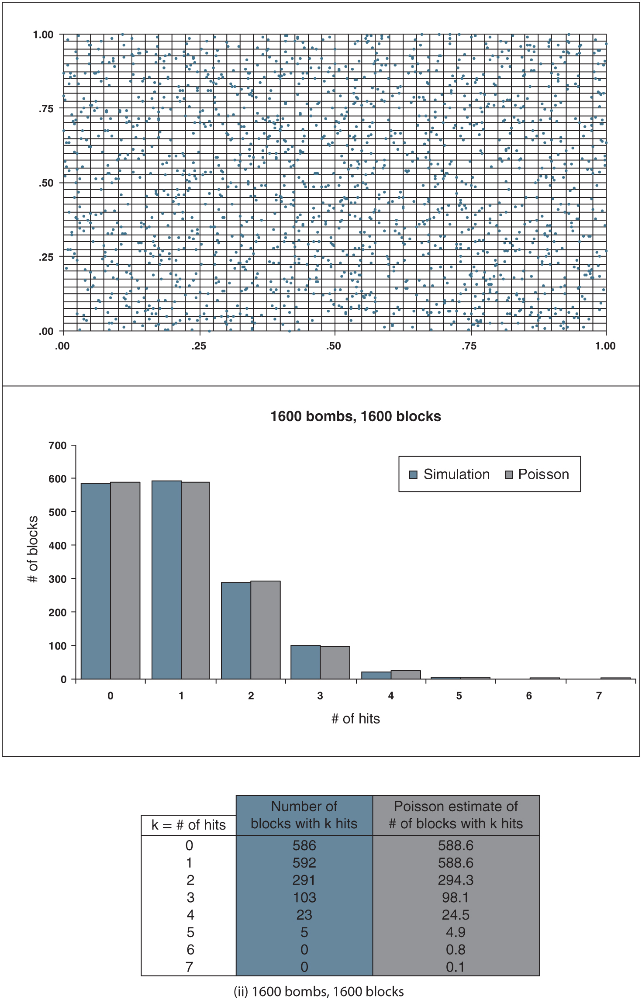 1.00
.75
.50
.25
.00
.00 .25 .50 .75 1.00
1600 bombs, 1600 blocks
700
600
500
400
300
200
100
0
# of blocks
Simulation Poisson
0 1 2 3 4 5 6 7
# of hits
Number of Poisson estimate of
k = # of hits blocks with k hits # of blocks with k hits
0 586 588.6
1 592 588.6
2 291 294.3
3 103 98.1
4 23 24.5
5 5 4.9
6 0 0.8
7 0 0.1
(ii) 1600 bombs, 1600 blocks